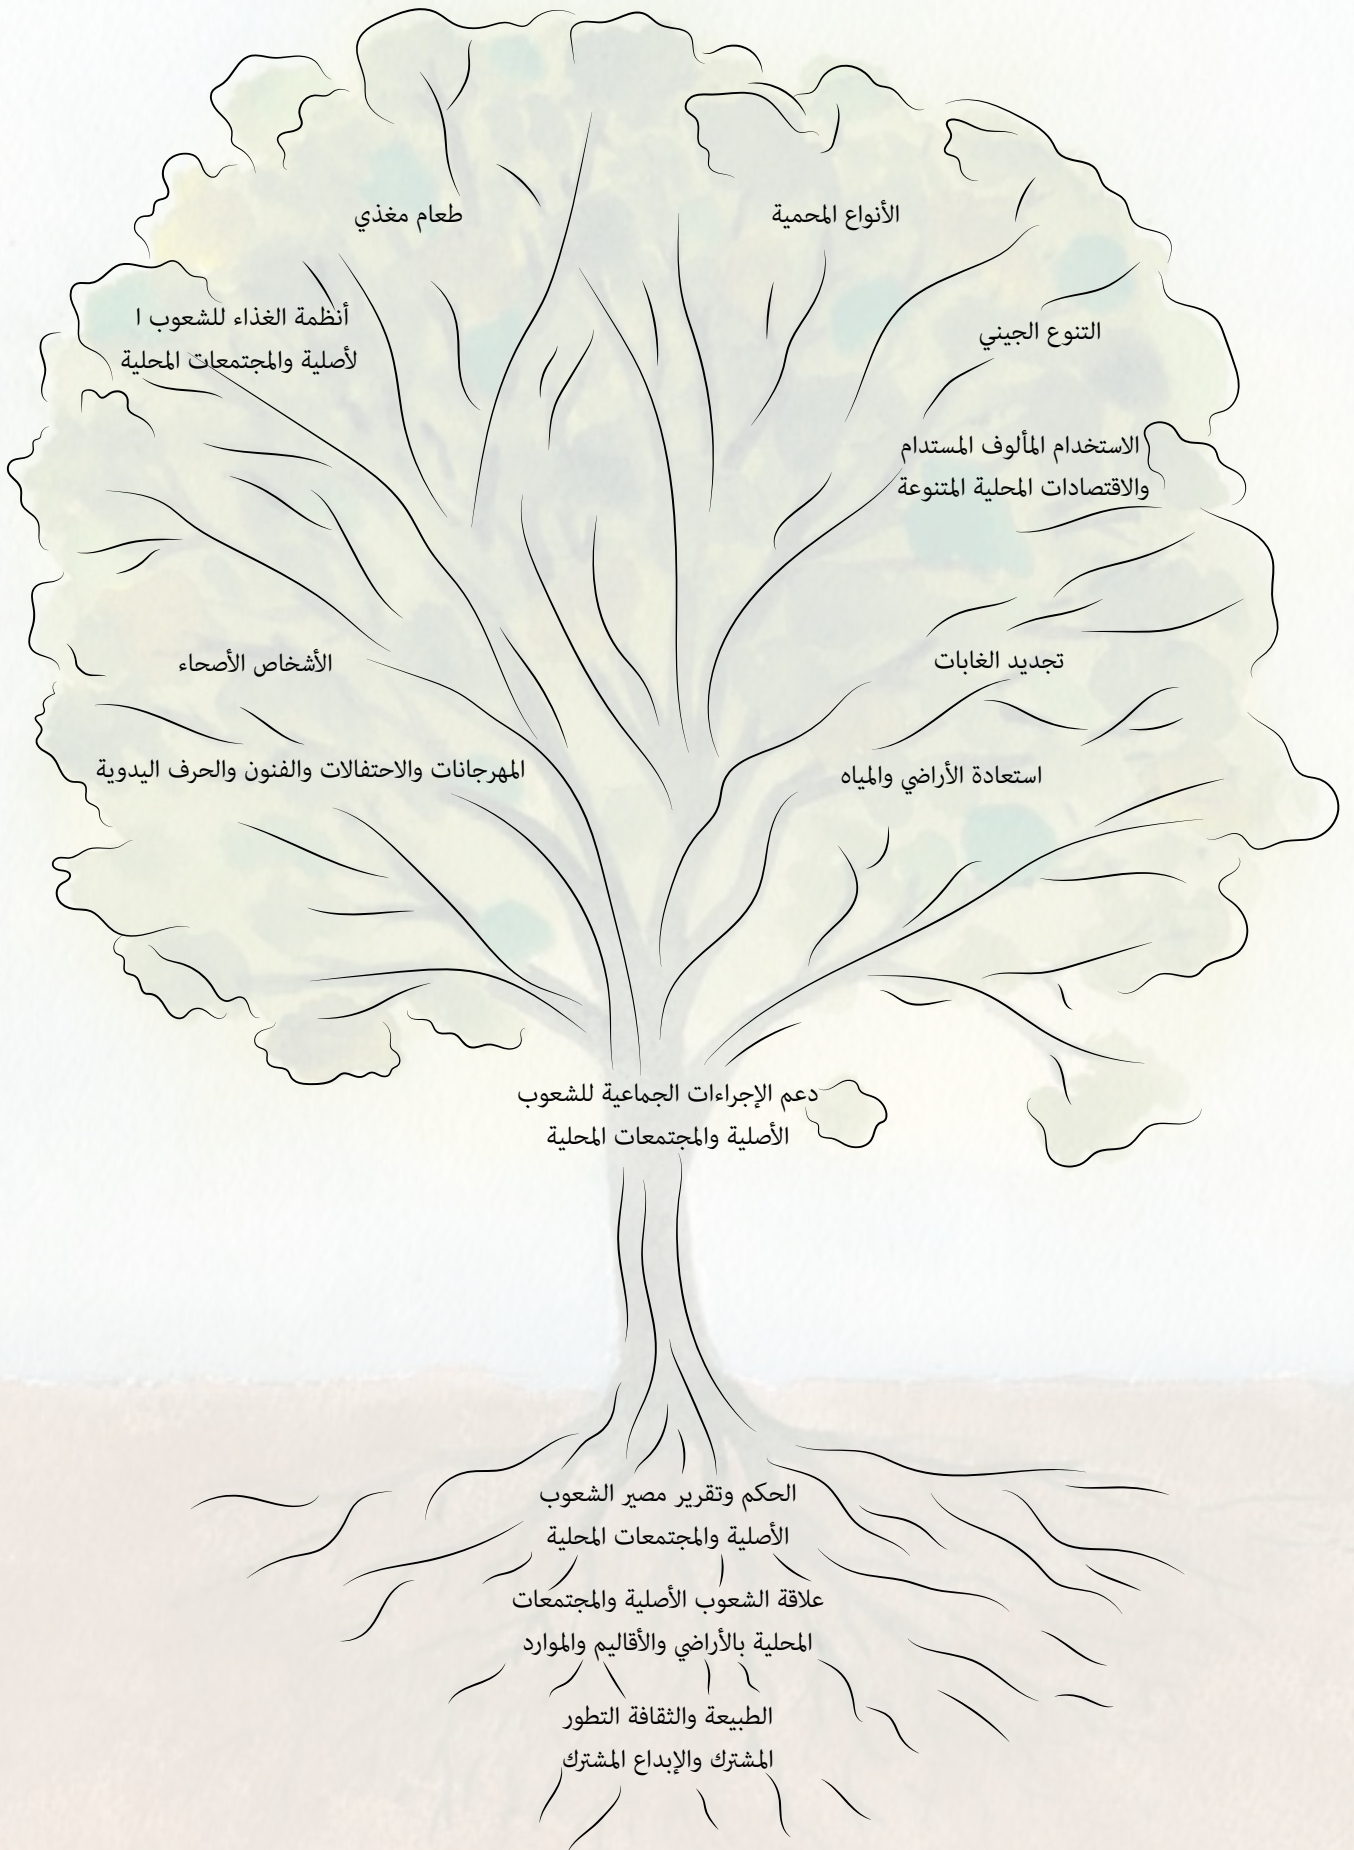 الأنواع المحمية
طعام مغذي
التنوع الجيني
أنظمة الغذاء للشعوب ا
لأصلية والمجتمعات المحلية
الاستخدام المألوف المستدام
والاقتصادات المحلية المتنوعة
تجديد الغابات
الأشخاص الأصحاء
استعادة الأراضي والمياه
المهرجانات والاحتفالات والفنون والحرف اليدوية
دعم الإجراءات الجماعية للشعوب
الأصلية والمجتمعات المحلية
الحكم وتقرير مصير الشعوب
الأصلية والمجتمعات المحلية
علاقة الشعوب الأصلية والمجتمعات
المحلية بالأراضي والأقاليم والموارد
الطبيعة والثقافة التطور
المشترك والإبداع المشترك